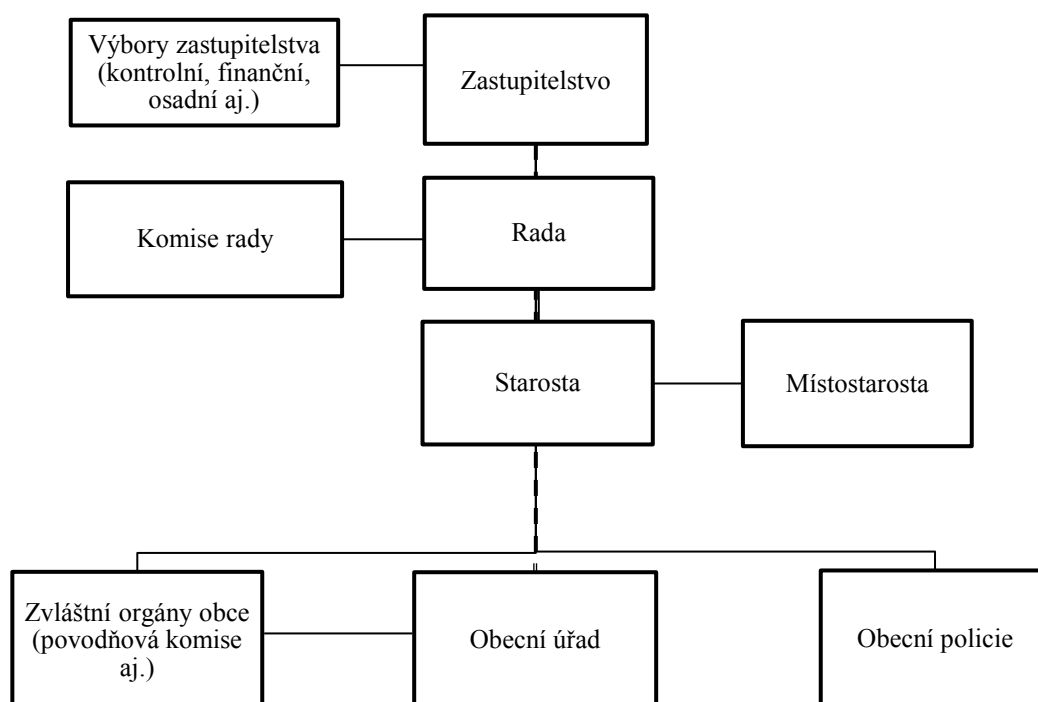 Výbory zastupitelstva
(kontrolní, finanční,
osadní aj.)
Zastupitelstvo
Komise rady
Rada
Starosta
Místostarosta
Zvláštní orgány obce
(povodňová komise
aj.)
Obecní úřad
Obecní policie